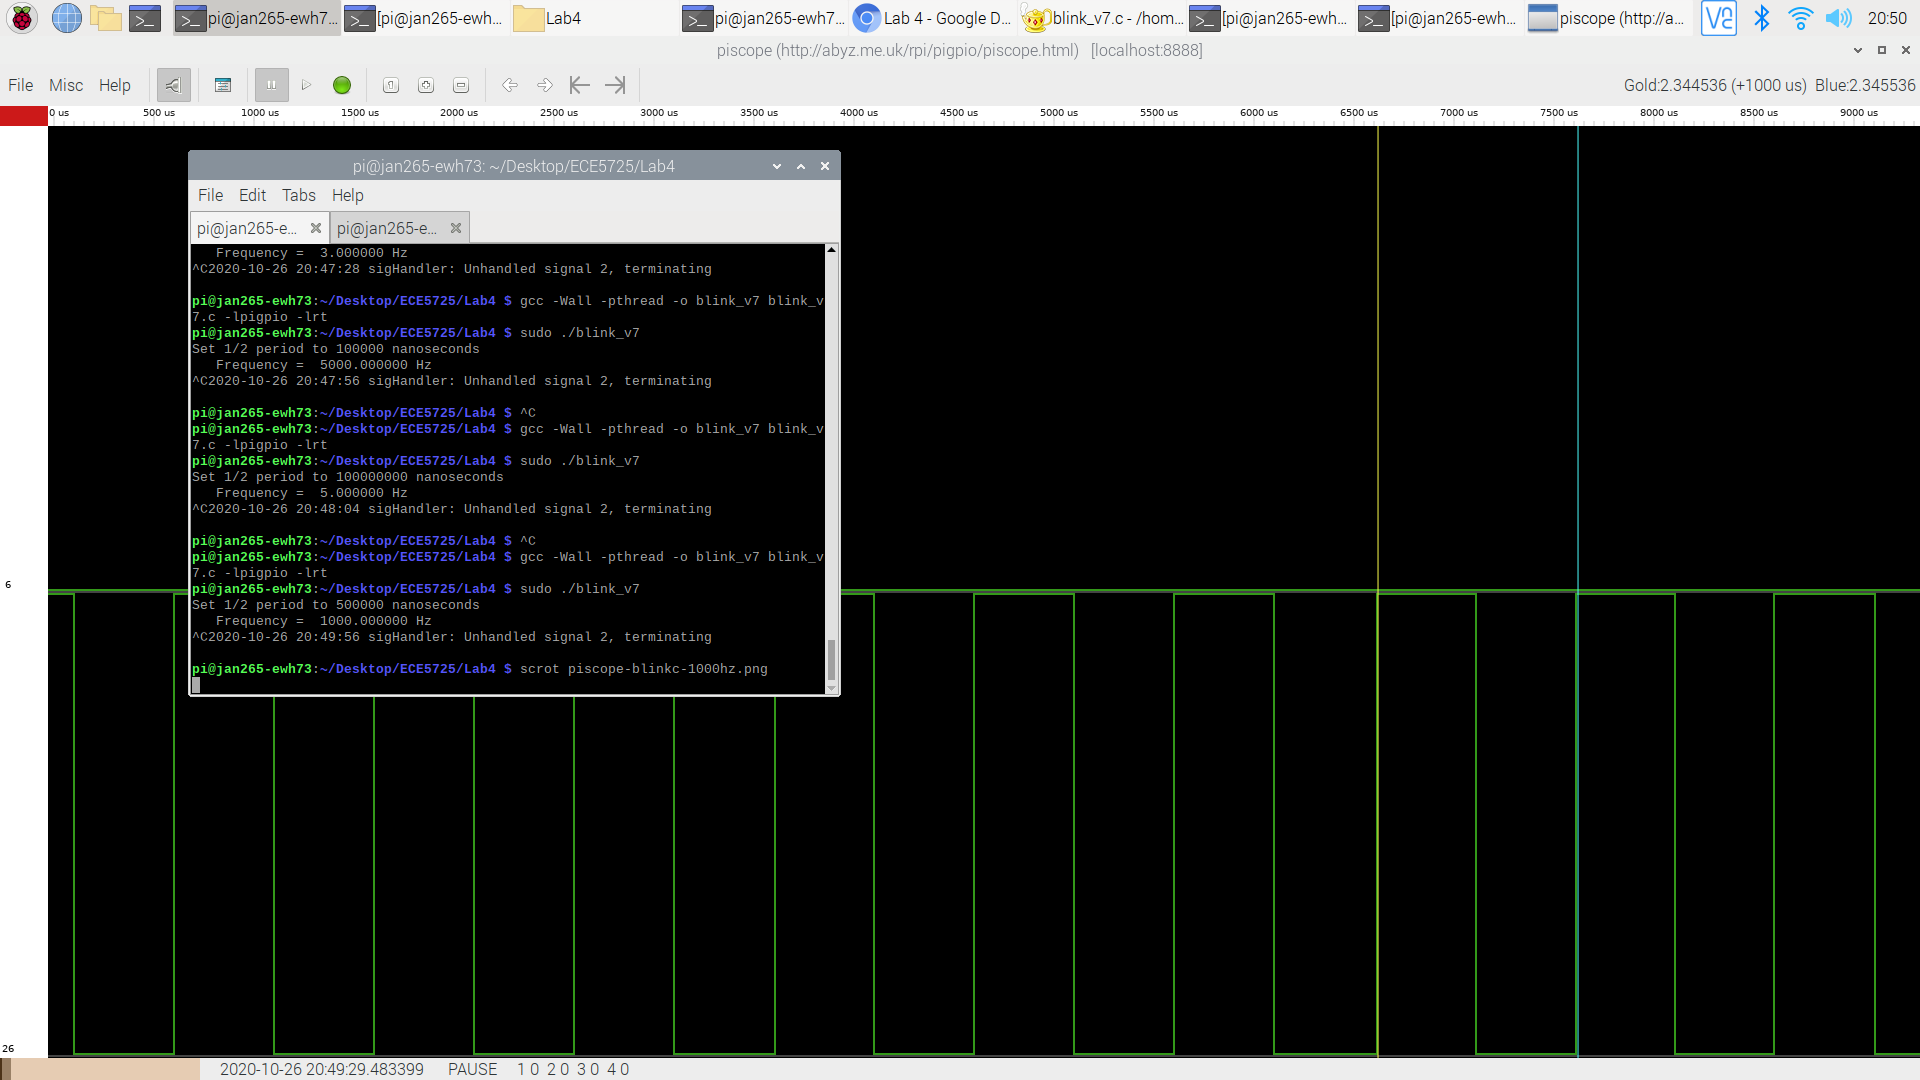 pi@jan265-ewh7...
[pi@jan265-ewh...
Lab4
pi@jan265-ewh7...
Lab 4 - Google D...
blink_v7.c - /hom...
[pi@jan265-ewh...
[pi@jan265-ewh...
piscope (http://a...
20:50
piscope (http://abyz.me.uk/rpi/pigpio/piscope.html) [localhost:8888]
File Misc Help
Gold:2.344536 (+1000 us) Blue:2.345536
0 us 500 us 1000 us 1500 us 2000 us 2500 us 3000 us 3500 us 4000 us 4500 us 5000 us 5500 us 6000 us 6500 us 7000 us 7500 us 8000 us 8500 us 9000 us
pi@jan265-ewh73: ~/Desktop/ECE5725/Lab4
File Edit Tabs Help
pi@jan265-e... pi@jan265-e...
Frequency = 3.000000 Hz
^C2020-10-26 20:47:28 sigHandler: Unhandled signal 2, terminating
pi@jan265-ewh73:~/Desktop/ECE5725/Lab4 $ gcc -Wall -pthread -o blink_v7 blink_v
7.c -lpigpio -lrt
pi@jan265-ewh73:~/Desktop/ECE5725/Lab4 $ sudo ./blink_v7
Set 1/2 period to 100000 nanoseconds
Frequency = 5000.000000 Hz
^C2020-10-26 20:47:56 sigHandler: Unhandled signal 2, terminating
pi@jan265-ewh73:~/Desktop/ECE5725/Lab4 $ ^C
pi@jan265-ewh73:~/Desktop/ECE5725/Lab4 $ gcc -Wall -pthread -o blink_v7 blink_v
7.c -lpigpio -lrt
pi@jan265-ewh73:~/Desktop/ECE5725/Lab4 $ sudo ./blink_v7
Set 1/2 period to 100000000 nanoseconds
Frequency = 5.000000 Hz
^C2020-10-26 20:48:04 sigHandler: Unhandled signal 2, terminating
pi@jan265-ewh73:~/Desktop/ECE5725/Lab4 $ ^C
pi@jan265-ewh73:~/Desktop/ECE5725/Lab4 $ gcc -Wall -pthread -o blink_v7 blink_v
7.c -lpigpio -lrt
pi@jan265-ewh73:~/Desktop/ECE5725/Lab4 $ sudo ./blink_v7
Set 1/2 period to 500000 nanoseconds
Frequency = 1000.000000 Hz
^C2020-10-26 20:49:56 sigHandler: Unhandled signal 2, terminating
pi@jan265-ewh73:~/Desktop/ECE5725/Lab4 $ scrot piscope-blinkc-1000hz.png
6
26
2020-10-26 20:49:29.483399 PAUSE 1 0 2 0 3 0 4 0